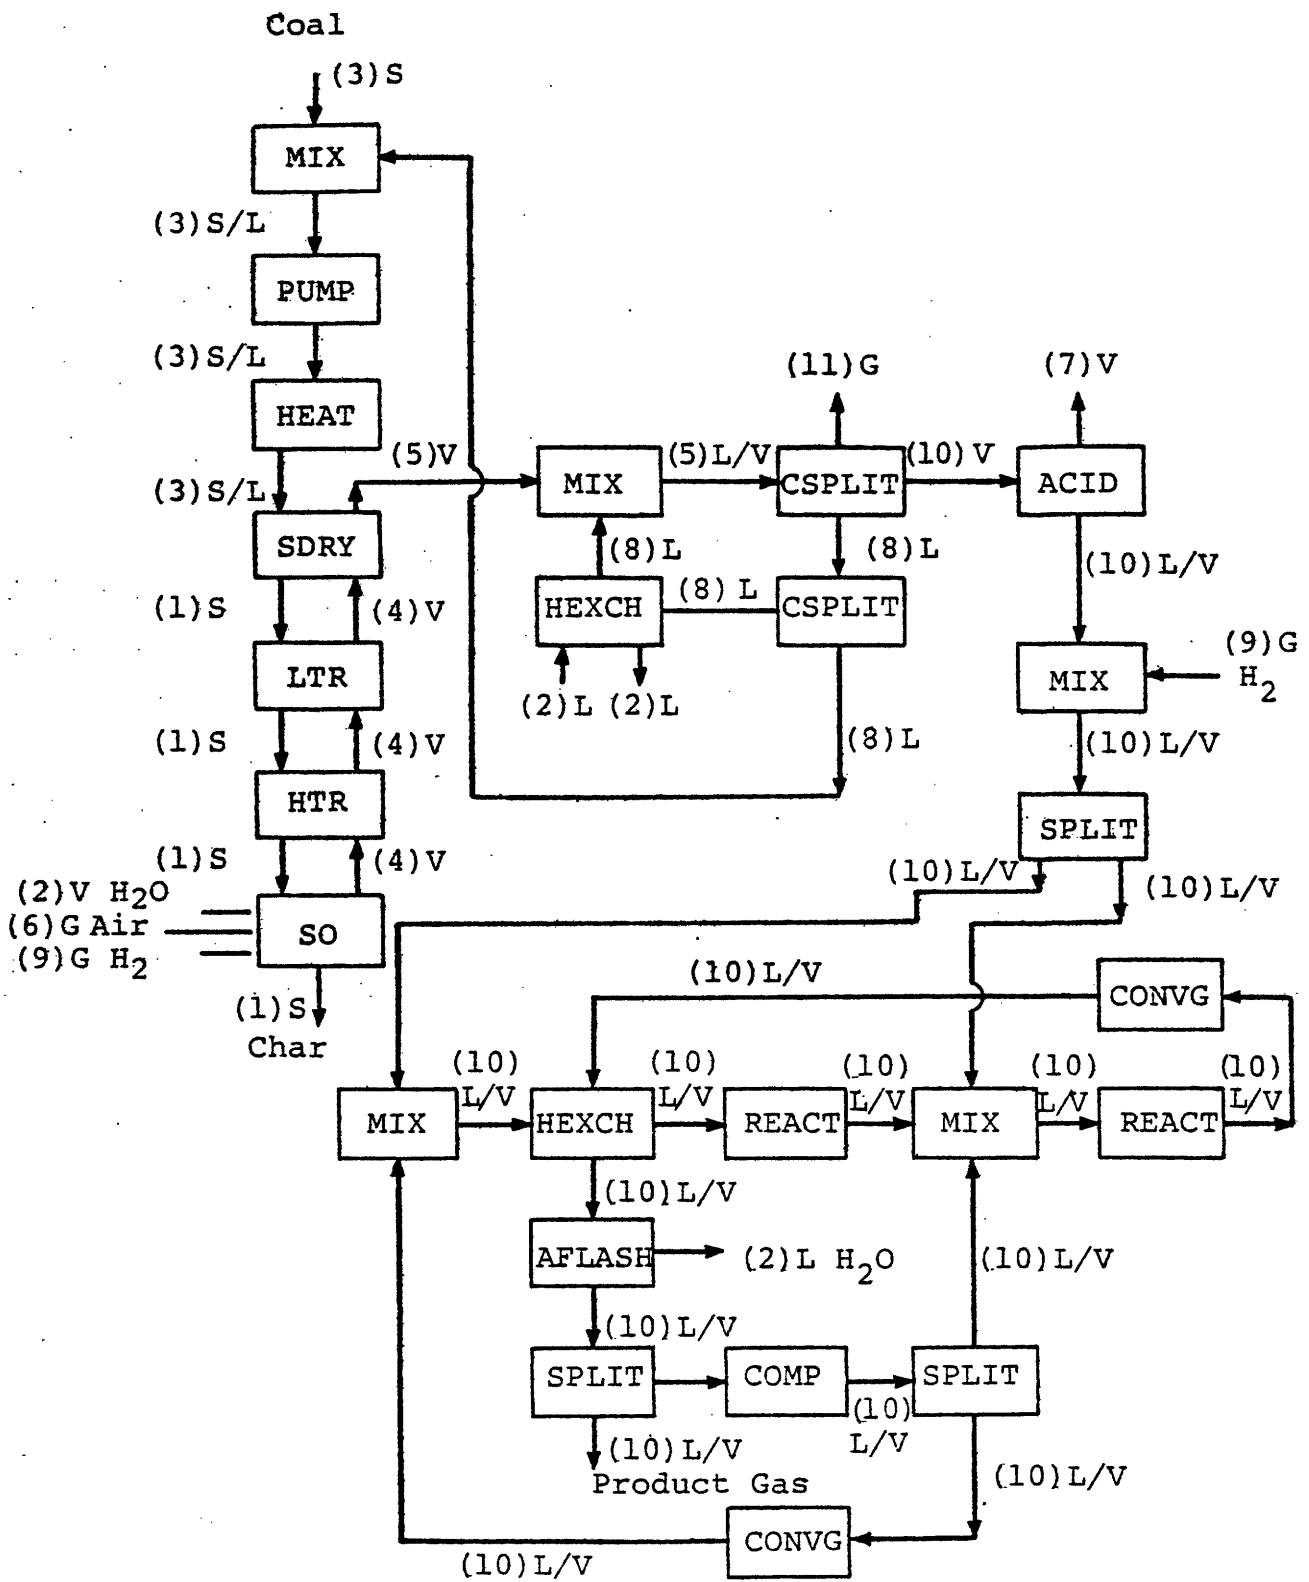 Coal
(3)S
MIX
(3)S/L
PUMP
(3)S/L
HEAT
(3)S/L
SDRY
(5)V
MIX
(5)L/V
CSPLIT
(11)G
(10)V
ACID
(7)V
(8)L
(8)L
(10)L/V
HEXCH
(8) L
CSPLIT
(1)S
(4)V
LTR
(2)L
(2)L
MIX
(9)G
H2
(1)S
(4)V
(8)L
(10)L/V
HTR
SPLIT
(1)S
(4)V
(10)L/V
(10)L/V
(2)V H2O
(6)G Air
(9)G H2
SO
(1)S
Char
(10)L/V
CONVG
(10)
L/V
(10)
L/V
(10)
L/V
(10)
L/V
(10)
L/V
MIX
HEXCH
REACT
MIX
REACT
(10)L/V
AFLASH
(2)L H2O
(10)L/V
(10)L/V
SPLIT
COMP
SPLIT
(10)
L/V
(10)L/V
Product Gas
(10)L/V
CONVG
(10)L/V